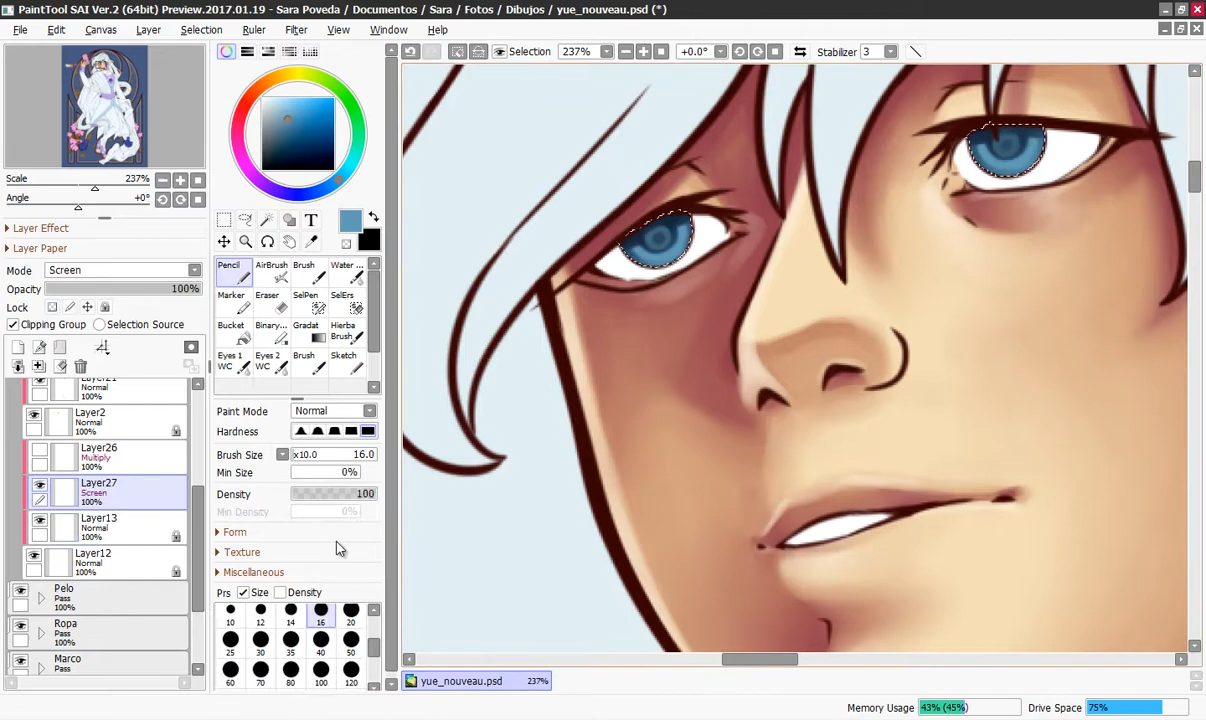 PaintTool SAI Ver.2 (64bit) Preview.2017.01.19 - Sara Poveda / Documentos / Sara / Fotos / Dibujos / yue_nouveau.psd (*)
File Edit Canvas Layer Selection Ruler Filter View Window Help
Selection 237% +0.0° Stabilizer 3
Scale 237%
Angle +0°
Layer Effect
Layer Paper
Mode Screen
Opacity 100%
Lock
Clipping Group Selection Source
Layer21
Normal
100%
Layer2
Normal
100%
Layer26
Multiply
100%
Layer27
Screen
100%
Layer13
Normal
100%
Layer12
Normal
100%
Pelo
Pass
100%
Ropa
Pass
100%
Marco
Pass
T
Pencil AirBrush Brush Water ...
Marker Eraser SelPen SelErs
Bucket Binary... Gradat Hierba Brush
Eyes 1 WC Eyes 2 WC Brush Sketch
Paint Mode Normal
Hardness
Brush Size x10.0 16.0
Min Size 0%
Density 100
Min Density 0%
Form
Texture
Miscellaneous
Prs Size Density
10 12 14 16 20
25 30 35 40 50
60 70 80 100 120
yue_nouveau.psd 237%
Memory Usage 43% (45%) Drive Space 75%